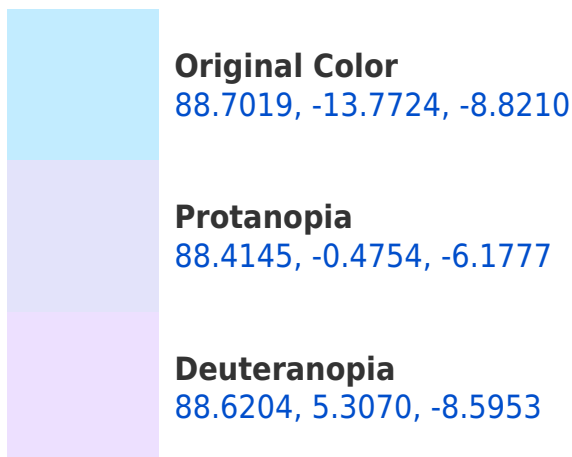 Original Color
88.7019, -13.7724, -8.8210
Protanopia
88.4145, -0.4754, -6.1777
Deuteranopia
88.6204, 5.3070, -8.5953